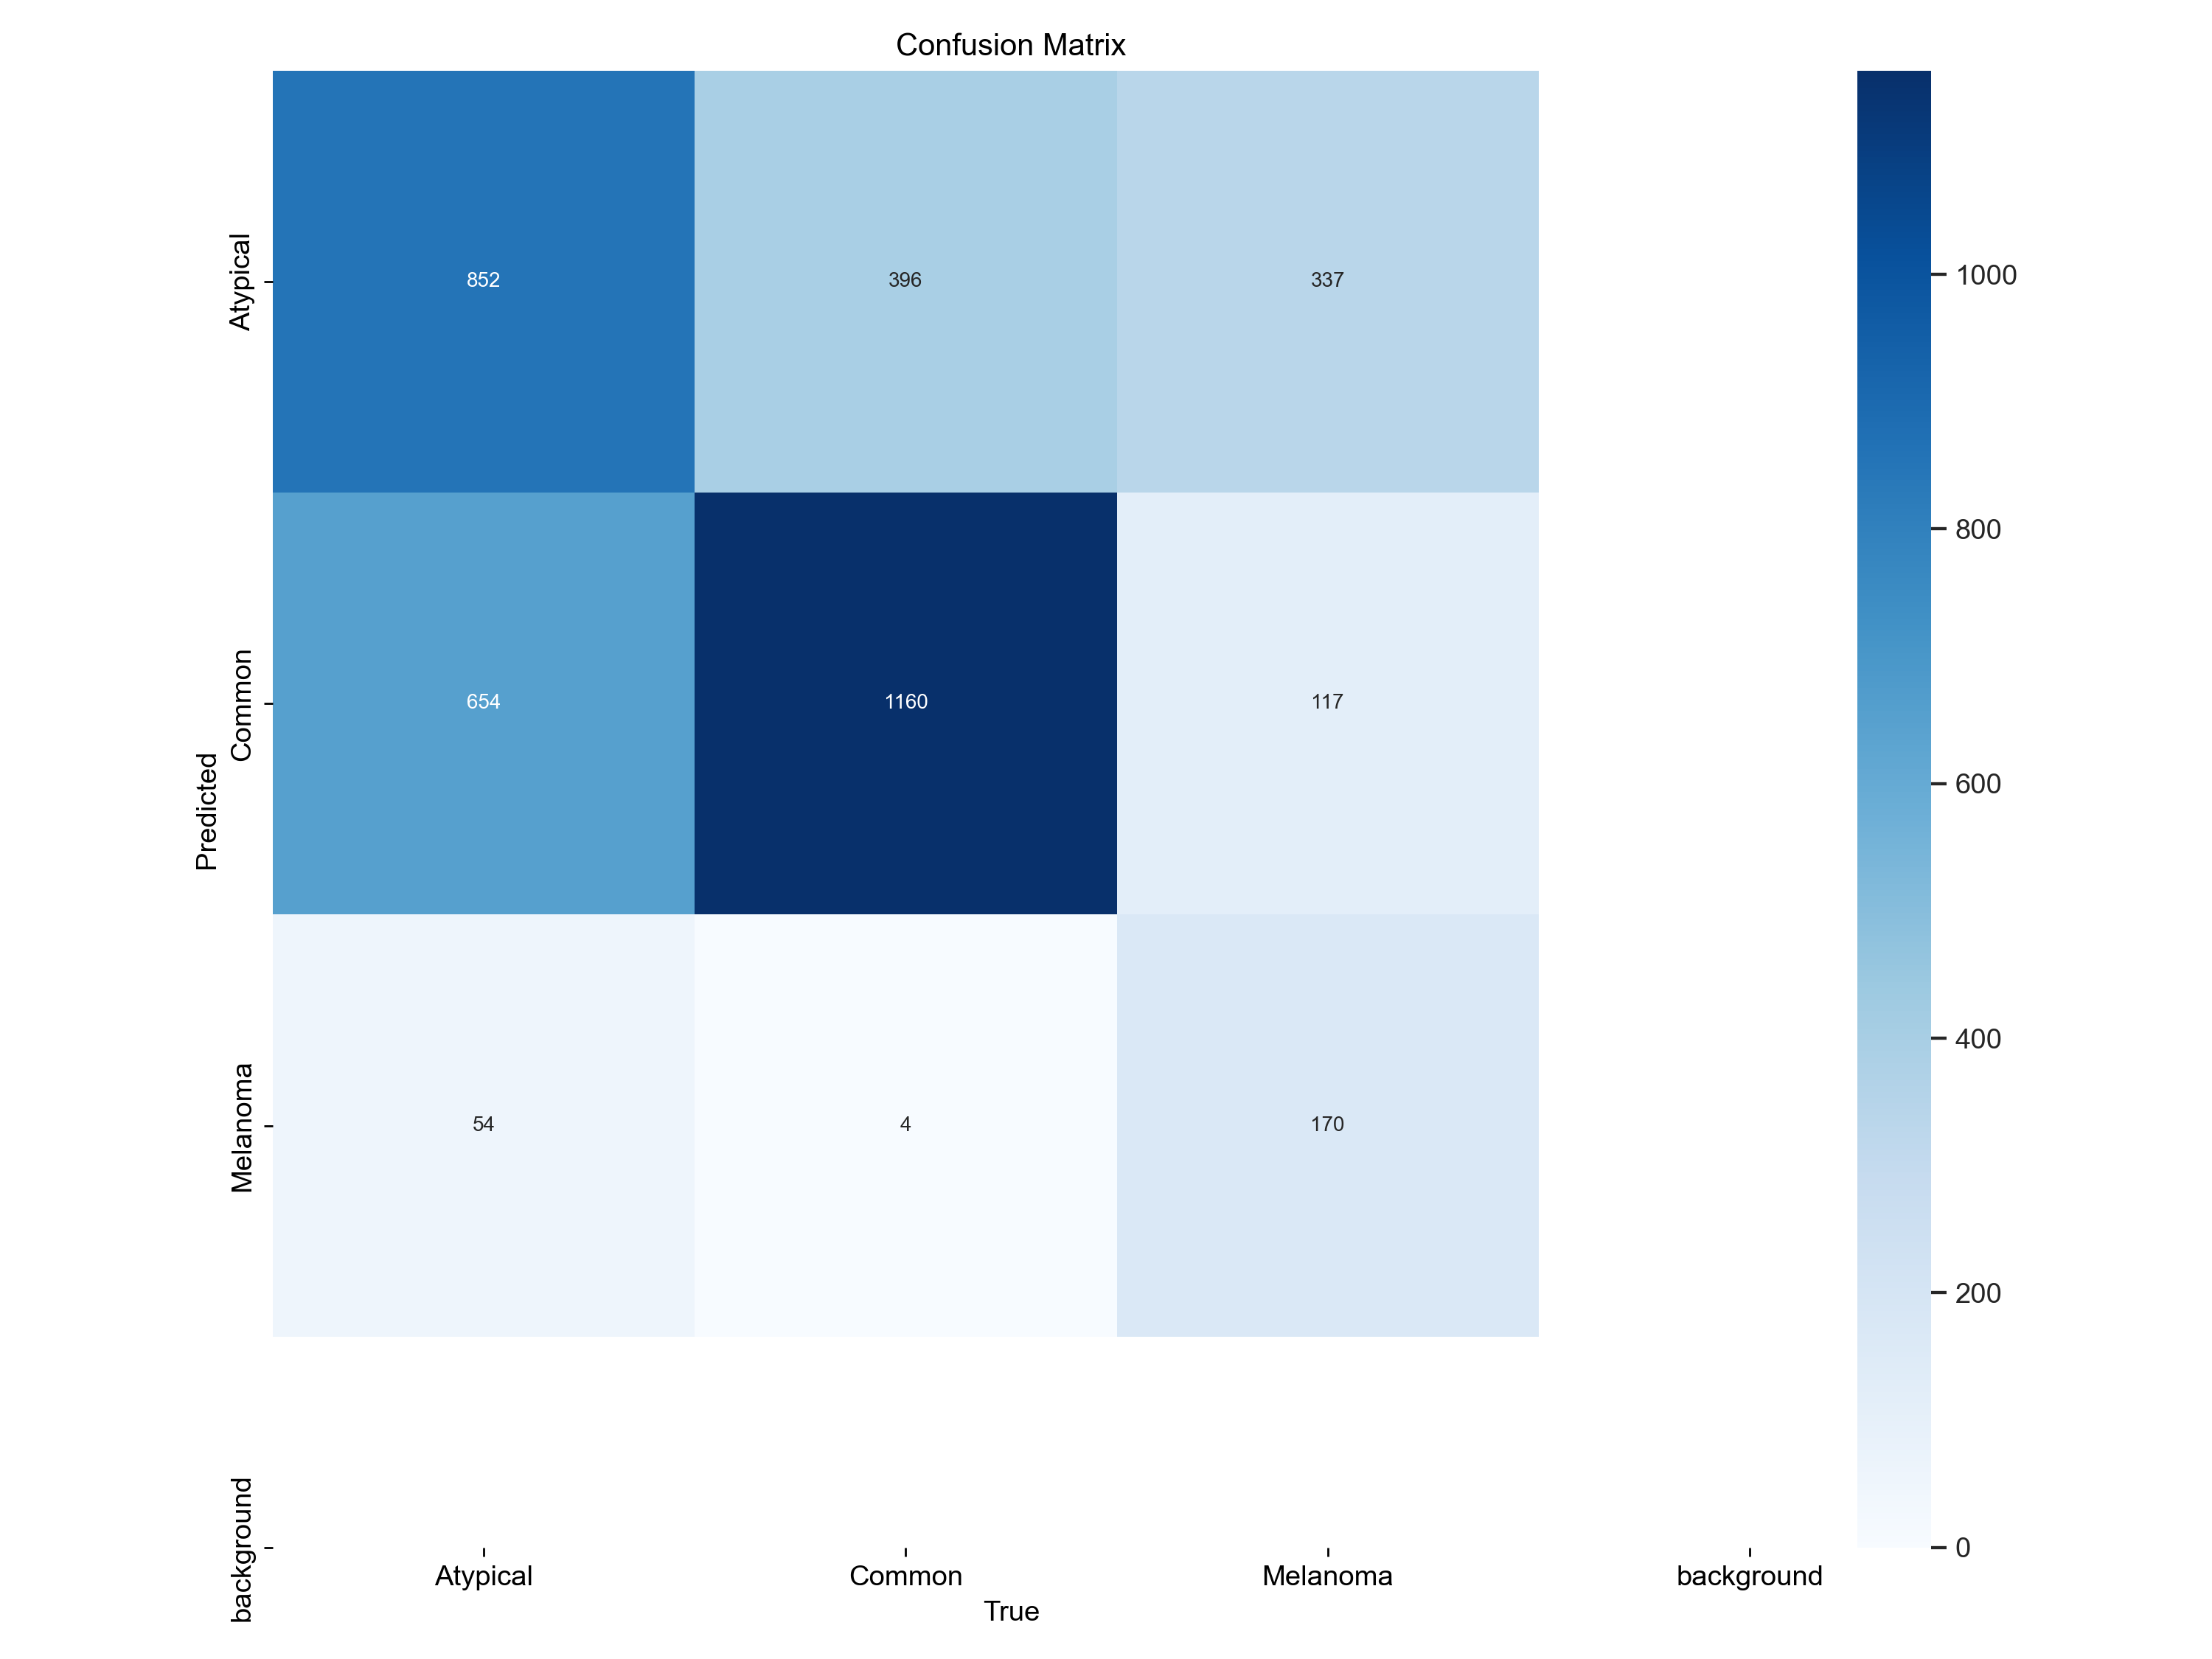 Confusion Matrix
Atypical
852
396
337
Common
654
1160
117
Melanoma
54
4
170
background
Predicted
Atypical
Common
Melanoma
background
True
1000
800
600
400
200
0